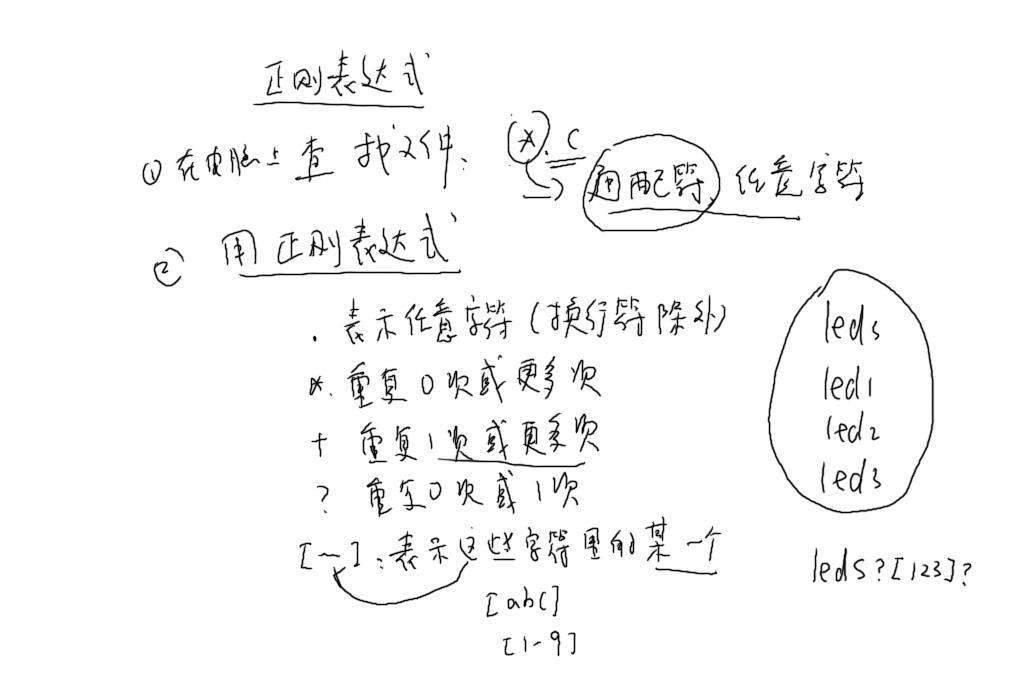 正则表达式
① 在电脑上查找文件: *.c
通配符, 任意字符
② 用正则表达式
. 表示任意字符(换行符除外)
* 重复0次或更多次
+ 重复1次或更多次
? 重复0次或1次
[...]: 表示这些字符里的某一个
[abc]
[1-9]
leds
led1
led2
led3
leds?[123]?